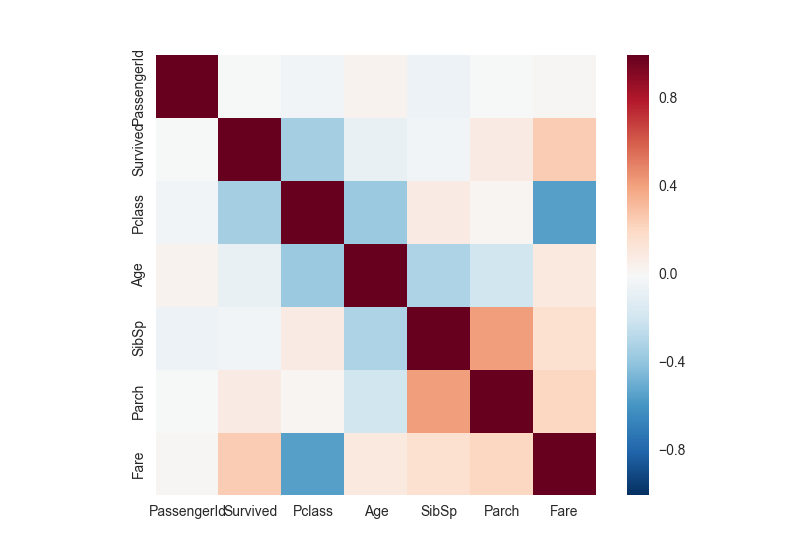 PassengerId
Survived
Pclass
Age
SibSp
Parch
Fare
PassengerId Survived Pclass Age SibSp Parch Fare
0.8
0.4
0.0
−0.4
−0.8